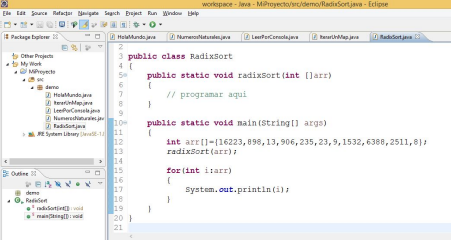 workspace - Java - MiProyecto/src/demo/RadixSort.java - Eclipse
File Edit Source Refactor Navigate Search Project Run Window Help
Package Explorer
HolaMundo.java
NumerosNaturales.java
LeerPorConsola.java
IterarUnMap.java
RadixSort.java
Other Projects
My Work
MiProyecto
src
demo
HolaMundo.java
IterarUnMap.java
LeerPorConsola.java
NumerosNaturales.java
RadixSort.java
JRE System Library [JavaSE-1.
Outline
demo
RadixSort
radixSort(int[]) : void
main(String[]) : void
2
3 public class RadixSort
4 {
5 public static void radixSort(int []arr)
6 {
7 // programar aqui
8 }
9
10 public static void main(String[] args)
11 {
12 int arr[]={16223,898,13,906,235,23,9,1532,6388,2511,8};
13 radixSort(arr);
14
15 for(int i:arr)
16 {
17 System.out.println(i);
18 }
19 }
20 }
21